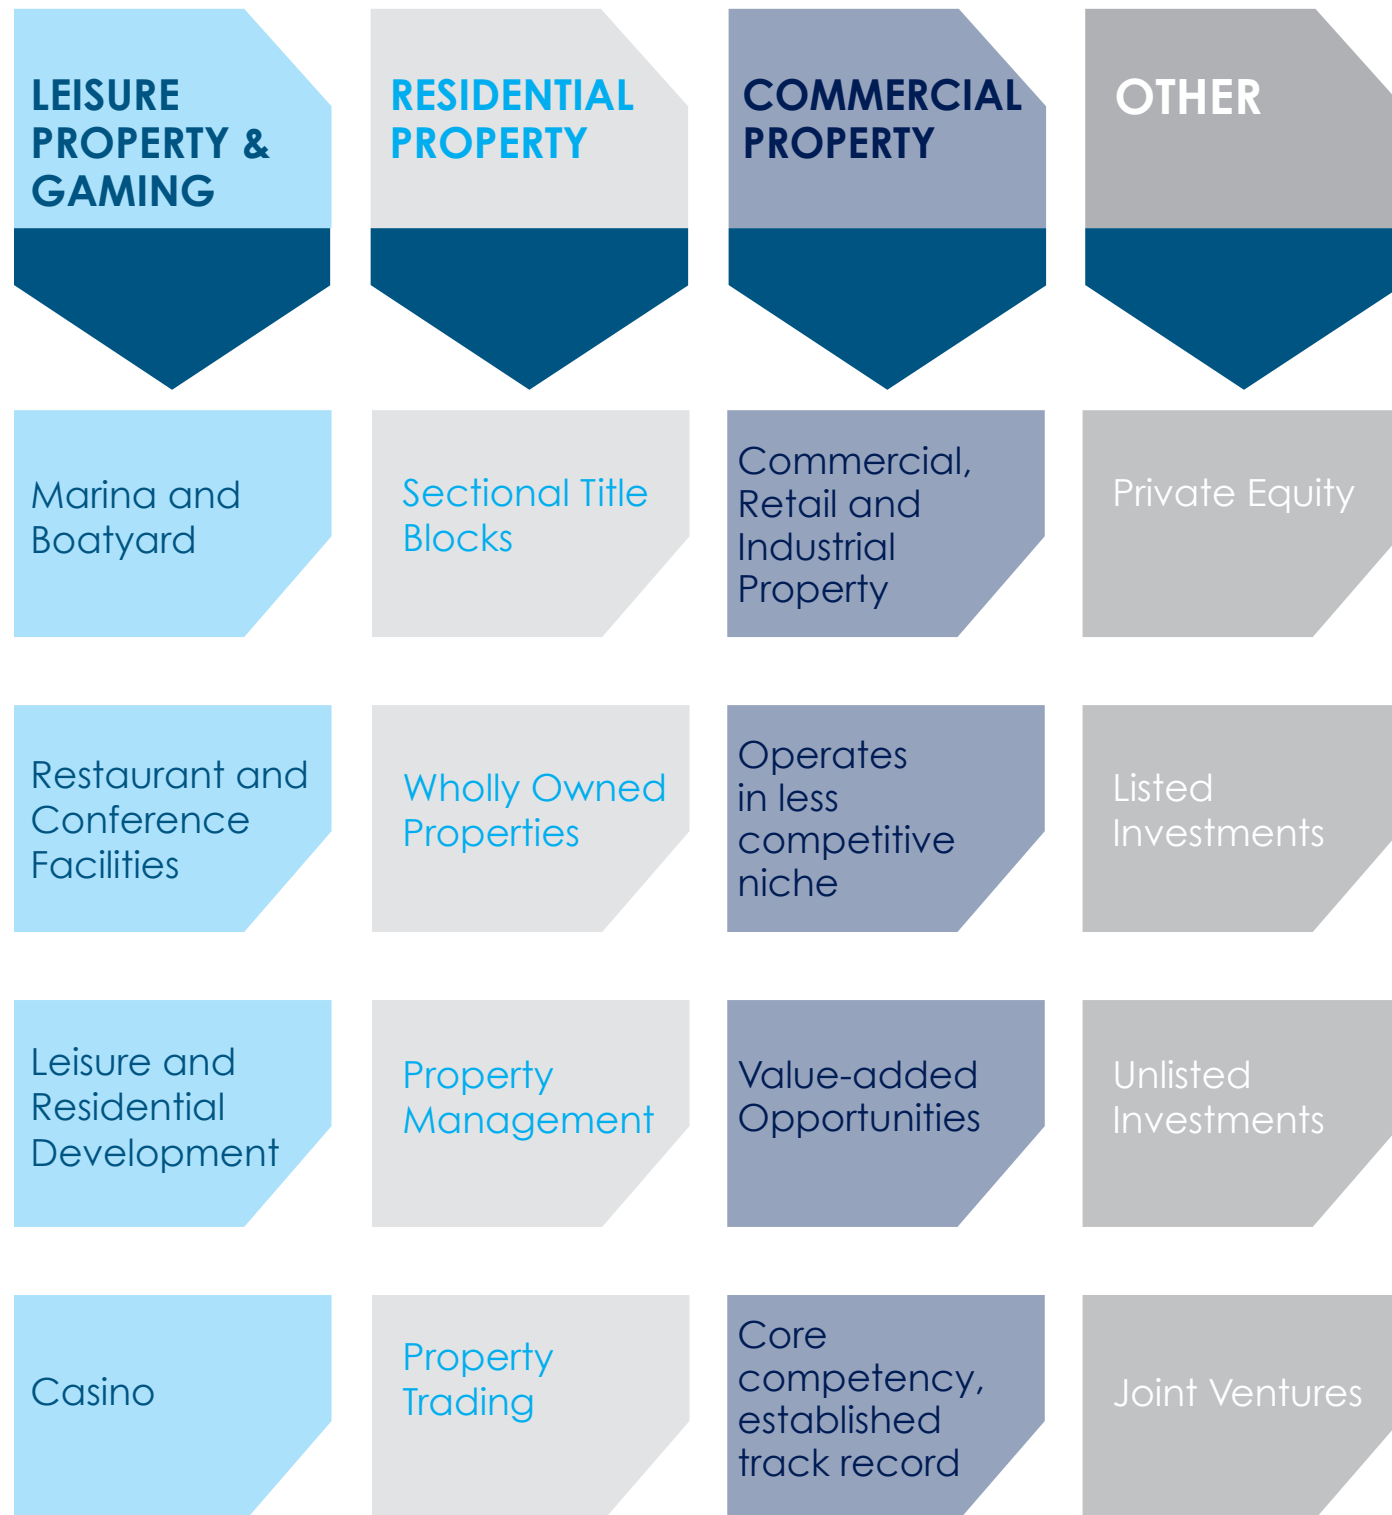 LEISURE
PROPERTY &
GAMING
RESIDENTIAL
PROPERTY
COMMERCIAL
PROPERTY
OTHER
Marina and
Boatyard
Sectional Title
Blocks
Commercial,
Retail and
Industrial
Property
Private Equity
Restaurant and
Conference
Facilities
Wholly Owned
Properties
Operates
in less
competitive
niche
Listed
Investments
Leisure and
Residential
Development
Property
Management
Value-added
Opportunities
Unlisted
Investments
Casino
Property
Trading
Core
competency,
established
track record
Joint Ventures